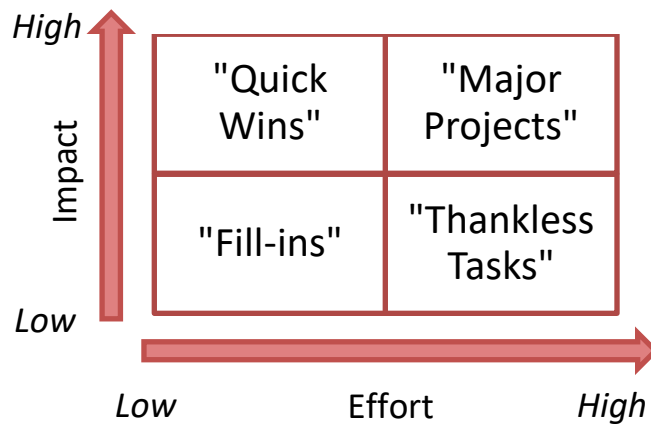 High
"Quick
Wins"
"Major
Projects"
Impact
"Fill-ins"
"Thankless
Tasks"
Low
Low
Effort
High